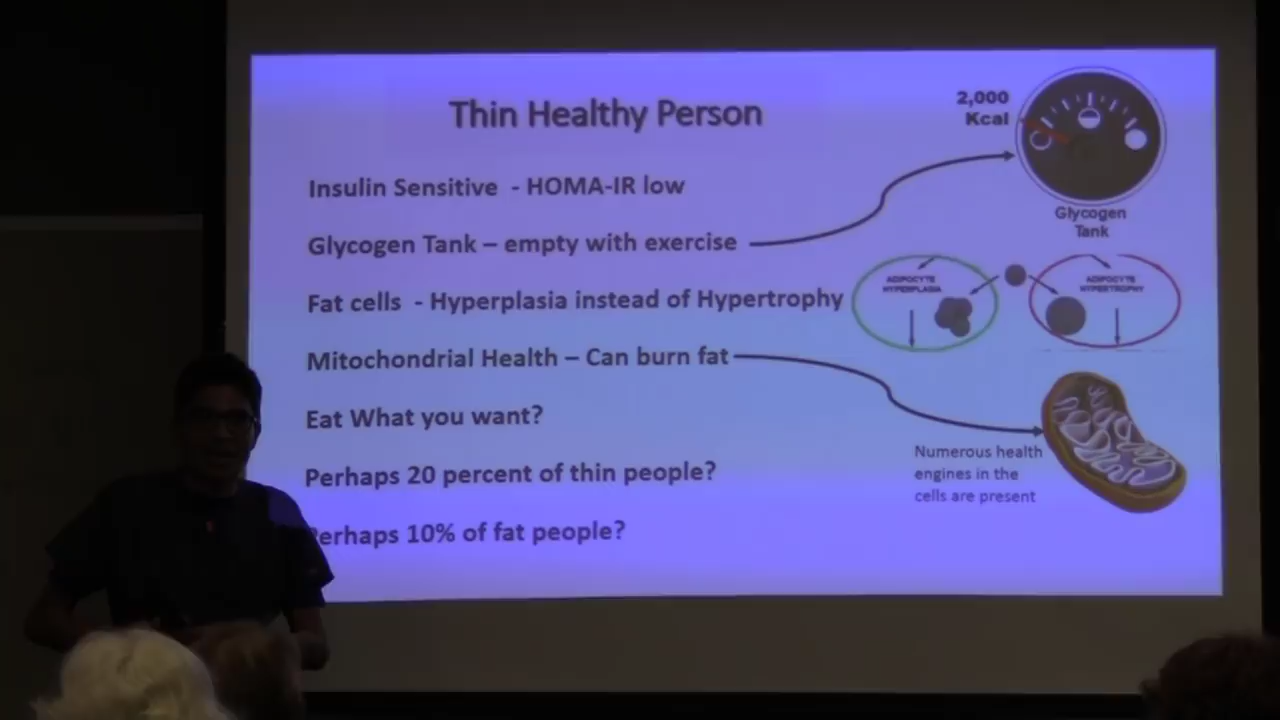 Thin Healthy Person
2,000
Kcal
Glycogen
Tank
Insulin Sensitive - HOMA-IR low
Glycogen Tank – empty with exercise
Fat cells - Hyperplasia instead of Hypertrophy
ADIPOCYTE
HYPERPLASIA
ADIPOCYTE
HYPERTROPHY
Mitochondrial Health – Can burn fat
Eat What you want?
Numerous health
engines in the
cells are present
Perhaps 20 percent of thin people?
Perhaps 10% of fat people?